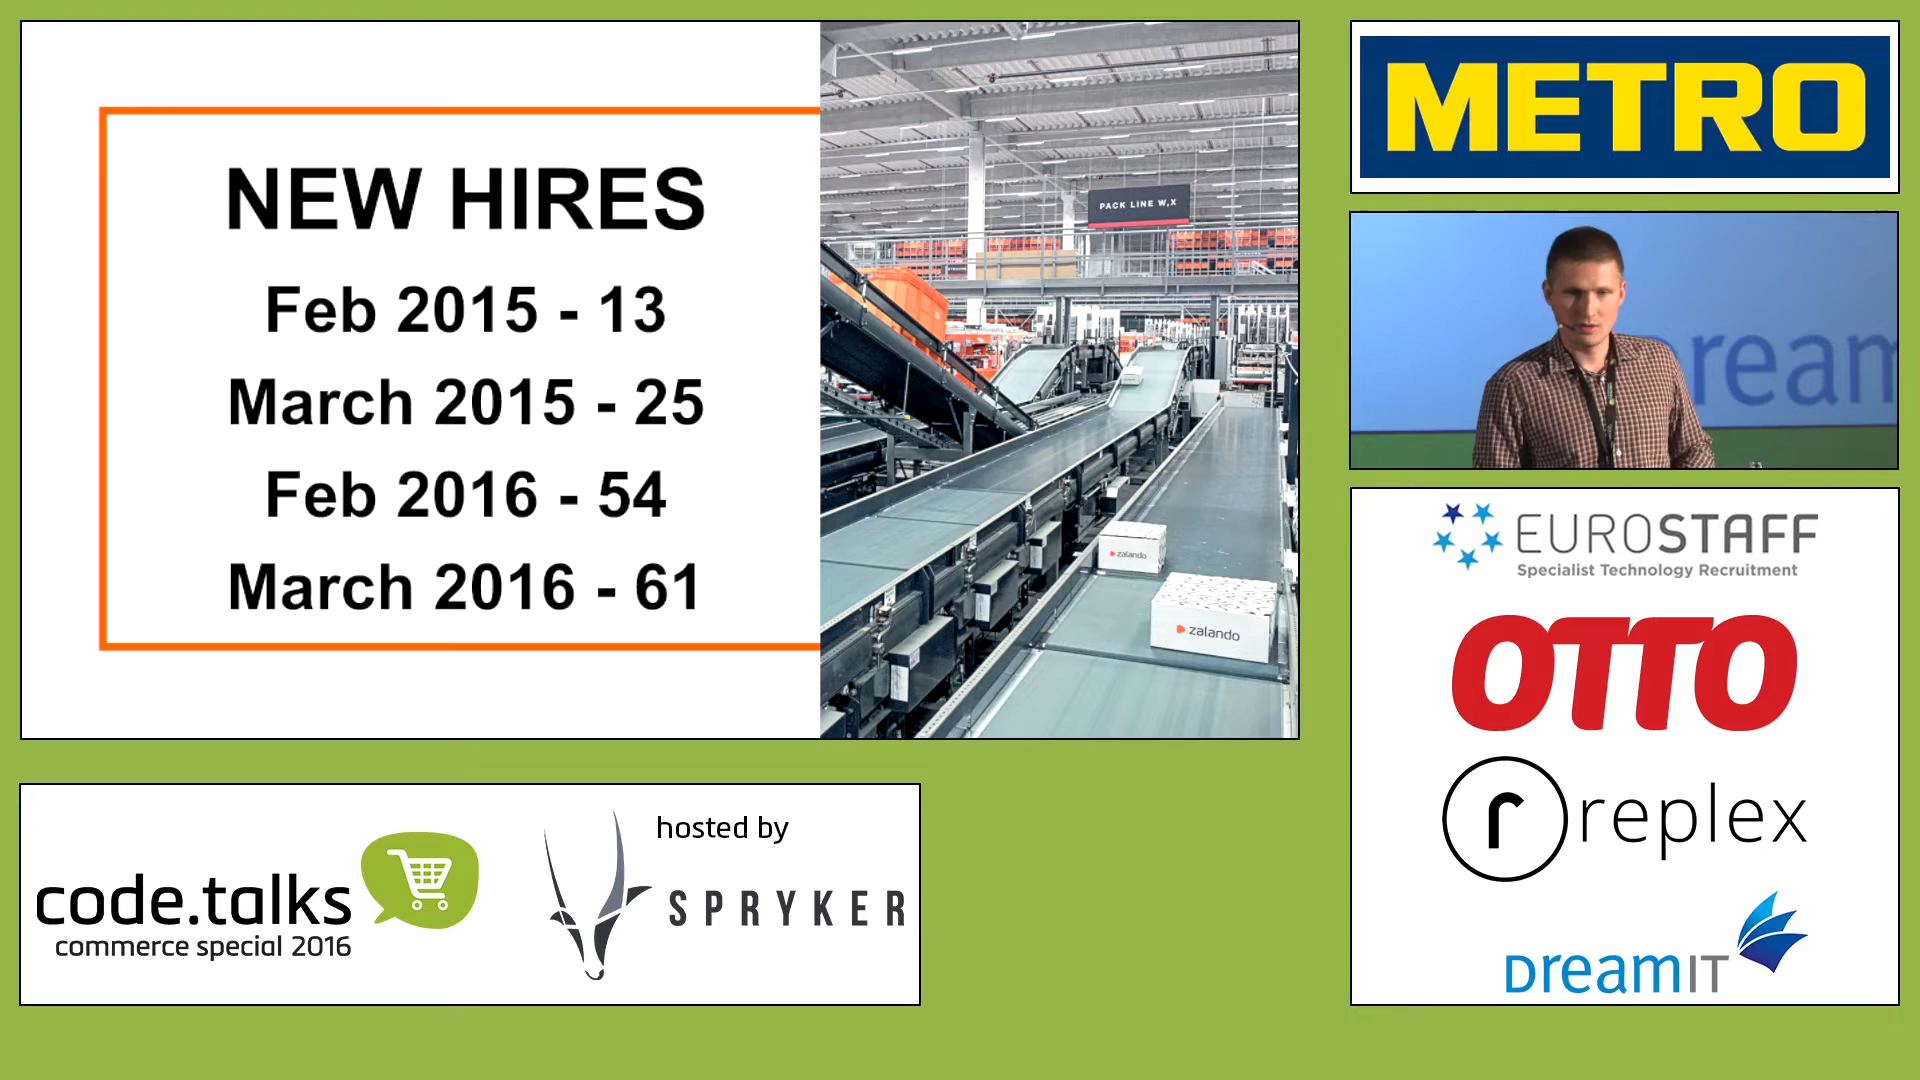 NEW HIRES
Feb 2015 - 13
March 2015 - 25
Feb 2016 - 54
March 2016 - 61
PACK LINE W,X
zalando
zalando
METRO
ream
EUROSTAFF
Specialist Technology Recruitment
OTTO
r replex
DreamIT
code.talks
commerce special 2016
hosted by
SPRYKER